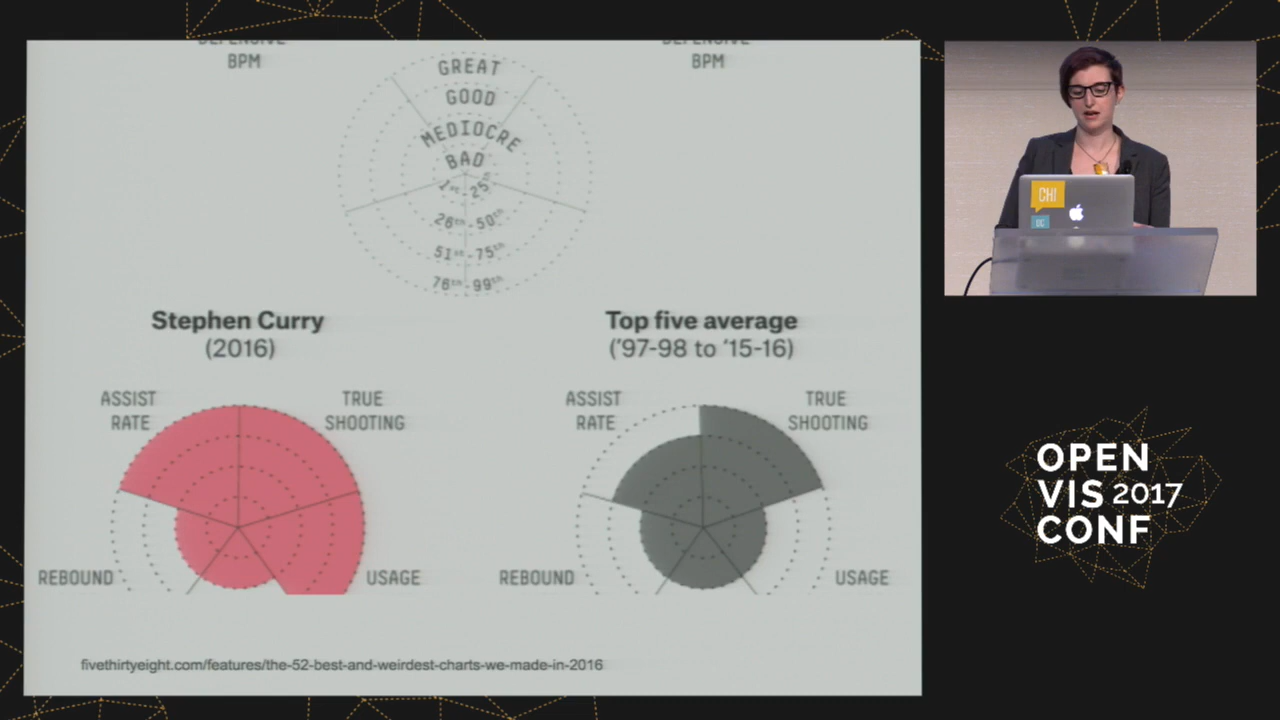 DEFENSIVE
BPM
DEFENSIVE
BPM
GREAT
GOOD
MEDIOCRE
BAD
1st-25th
26th-50th
51st-75th
76th-99th
Stephen Curry
(2016)
Top five average
('97-98 to '15-16)
ASSIST
RATE
TRUE
SHOOTING
ASSIST
RATE
TRUE
SHOOTING
REBOUND
USAGE
REBOUND
USAGE
fivethirtyeight.com/features/the-52-best-and-weirdest-charts-we-made-in-2016
CHI
OPEN
VIS 2017
CONF